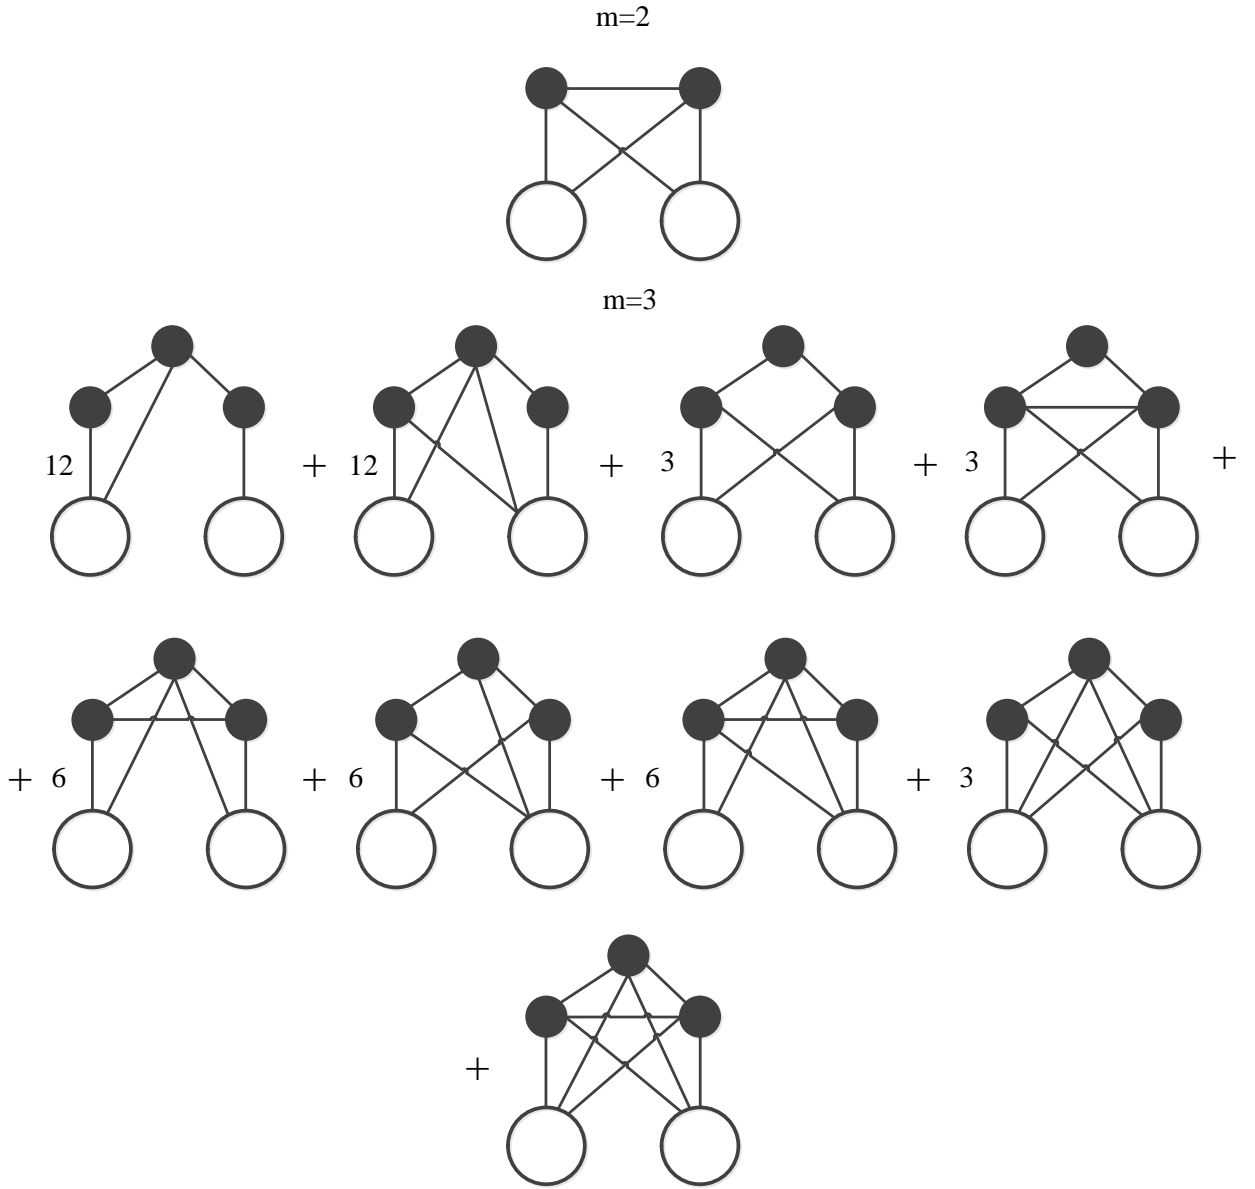 m=2
m=3
12 + 12 + 3 + 3 +
+ 6 + 6 + 6 + 3
+